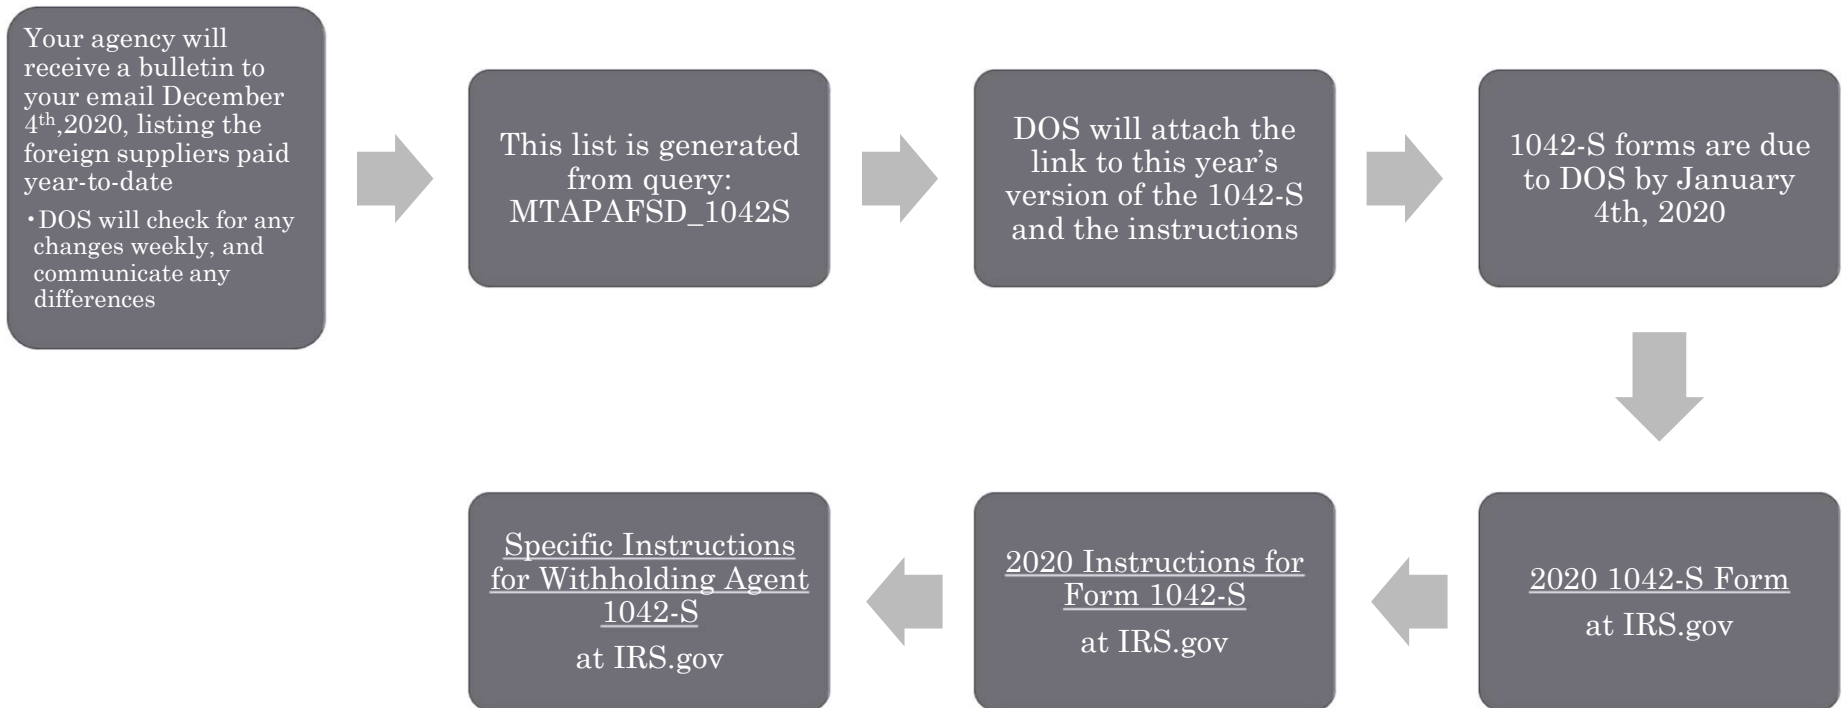 Your agency will
receive a bulletin to
your email December
4th,2020, listing the
foreign suppliers paid
year-to-date
•DOS will check for any
changes weekly, and
communicate any
differences
This list is generated
from query:
MTAPAFSD_1042S
DOS will attach the
link to this year's
version of the 1042-S
and the instructions
1042-S forms are due
to DOS by January
4th, 2020
2020 1042-S Form
at IRS.gov
2020 Instructions for
Form 1042-S
at IRS.gov
Specific Instructions
for Withholding Agent
1042-S
at IRS.gov